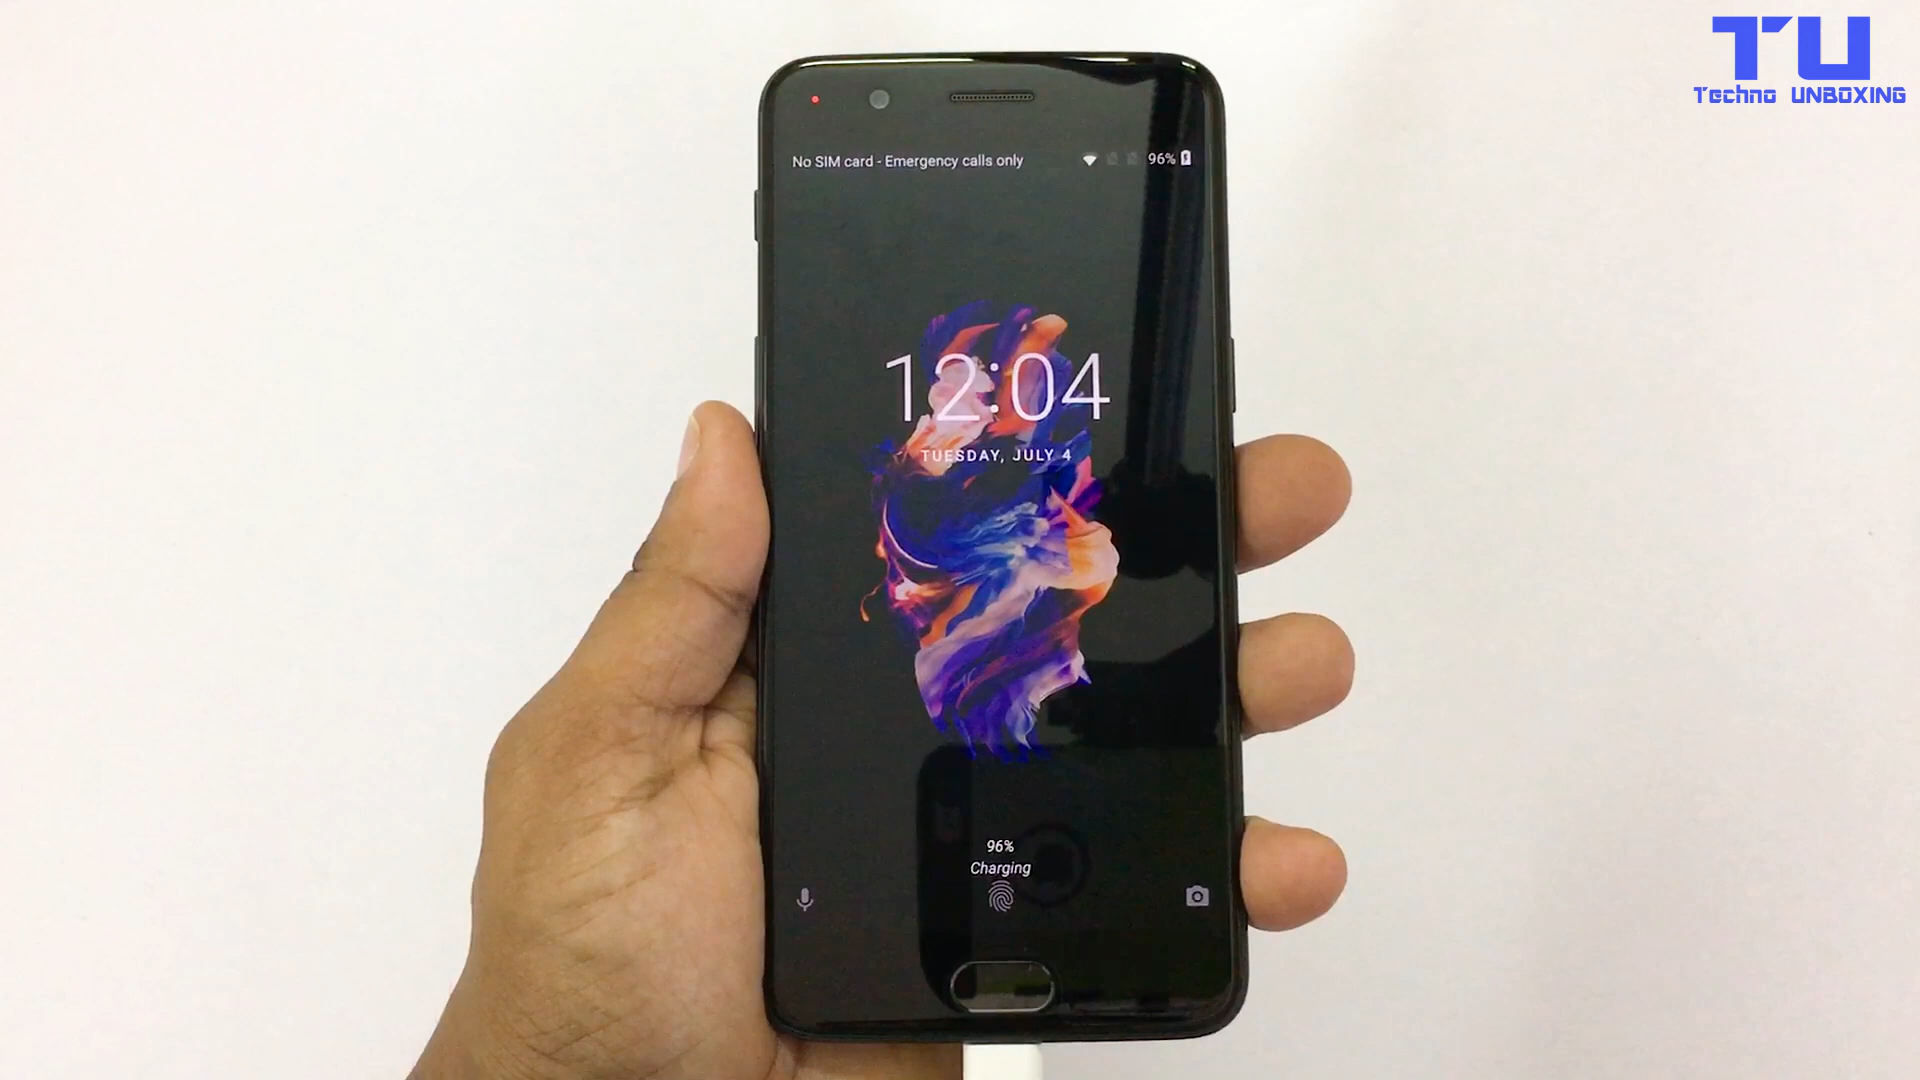 TU
Techno UNBOXING
No SIM card - Emergency calls only
96%
12:04
TUESDAY, JULY 4
96%
Charging